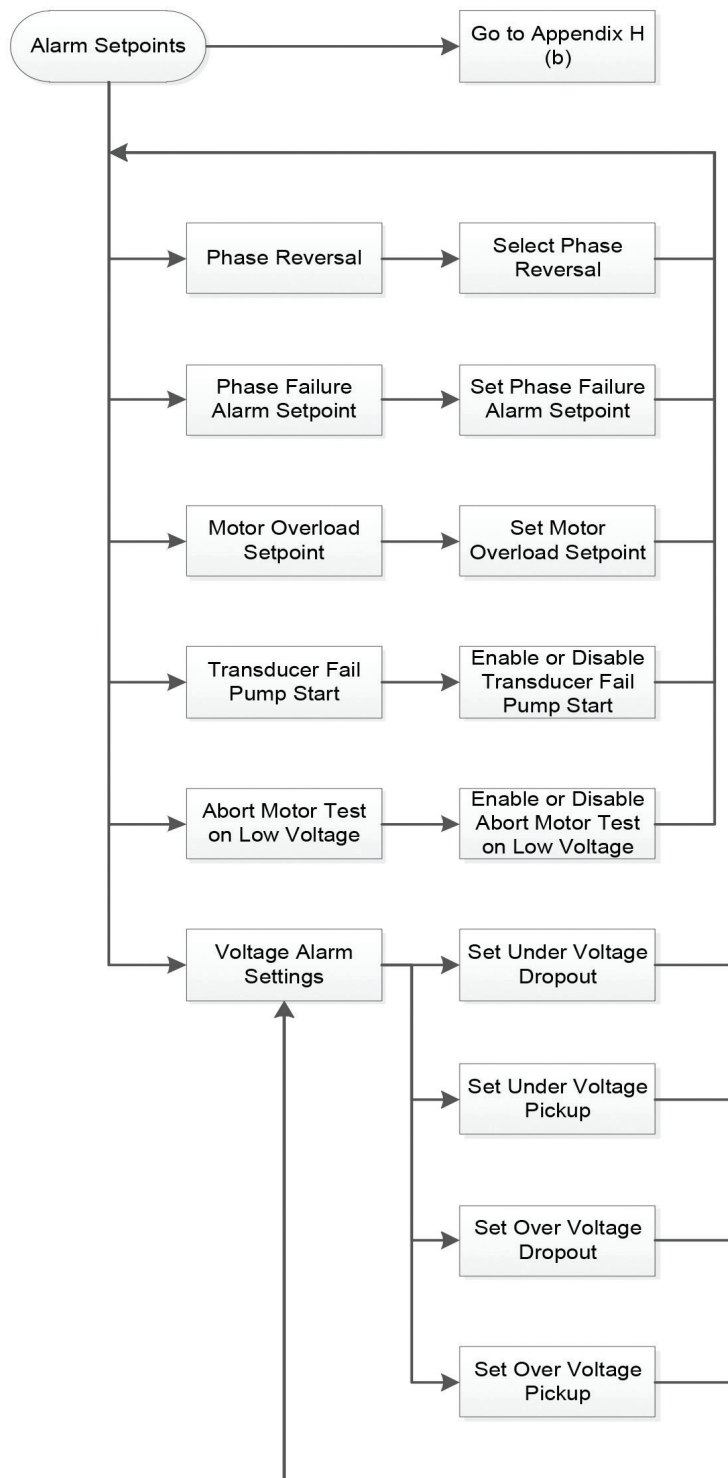 Alarm Setpoints
Go to Appendix H
(b)
Phase Reversal
Select Phase
Reversal
Phase Failure
Alarm Setpoint
Set Phase Failure
Alarm Setpoint
Motor Overload
Setpoint
Set Motor
Overload Setpoint
Transducer Fail
Pump Start
Enable or Disable
Transducer Fail
Pump Start
Abort Motor Test
on Low Voltage
Enable or Disable
Abort Motor Test
on Low Voltage
Voltage Alarm
Settings
Set Under Voltage
Dropout
Set Under Voltage
Pickup
Set Over Voltage
Dropout
Set Over Voltage
Pickup